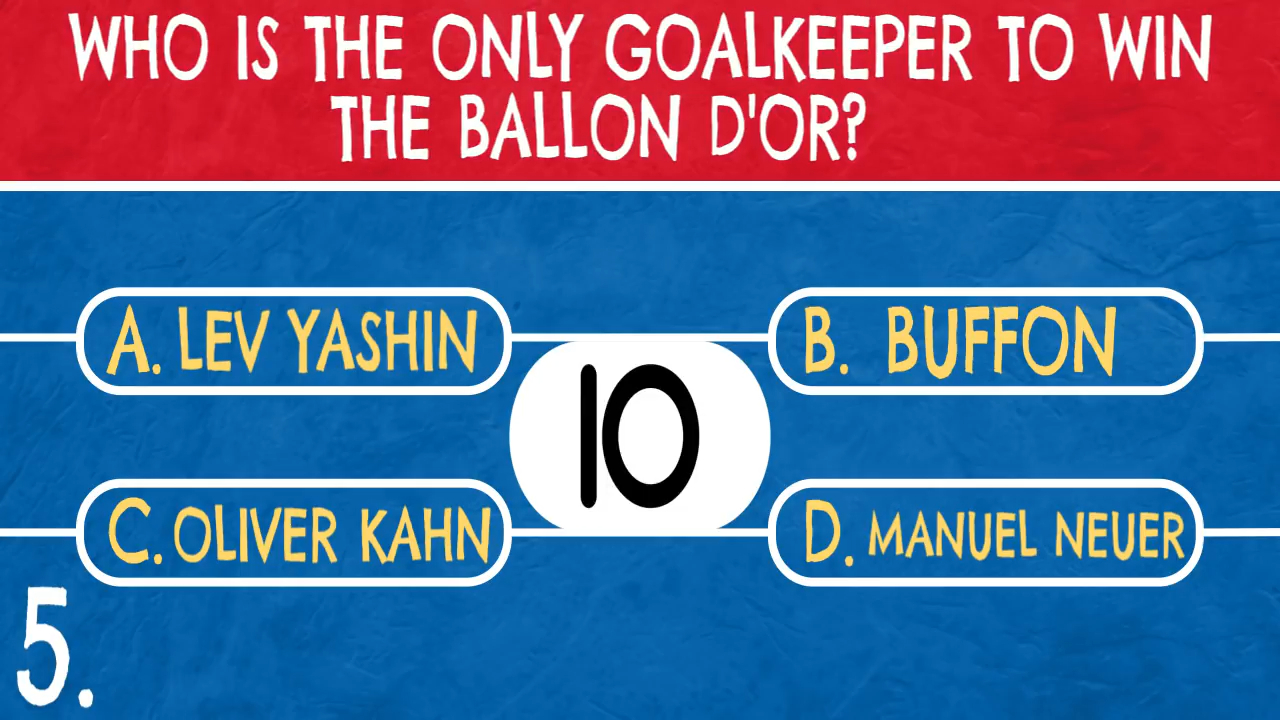 WHO IS THE ONLY GOALKEEPER TO WIN
THE BALLON D'OR?
A. LEV YASHIN
B. BUFFON
10
C. OLIVER KAHN
D. MANUEL NEUER
5.